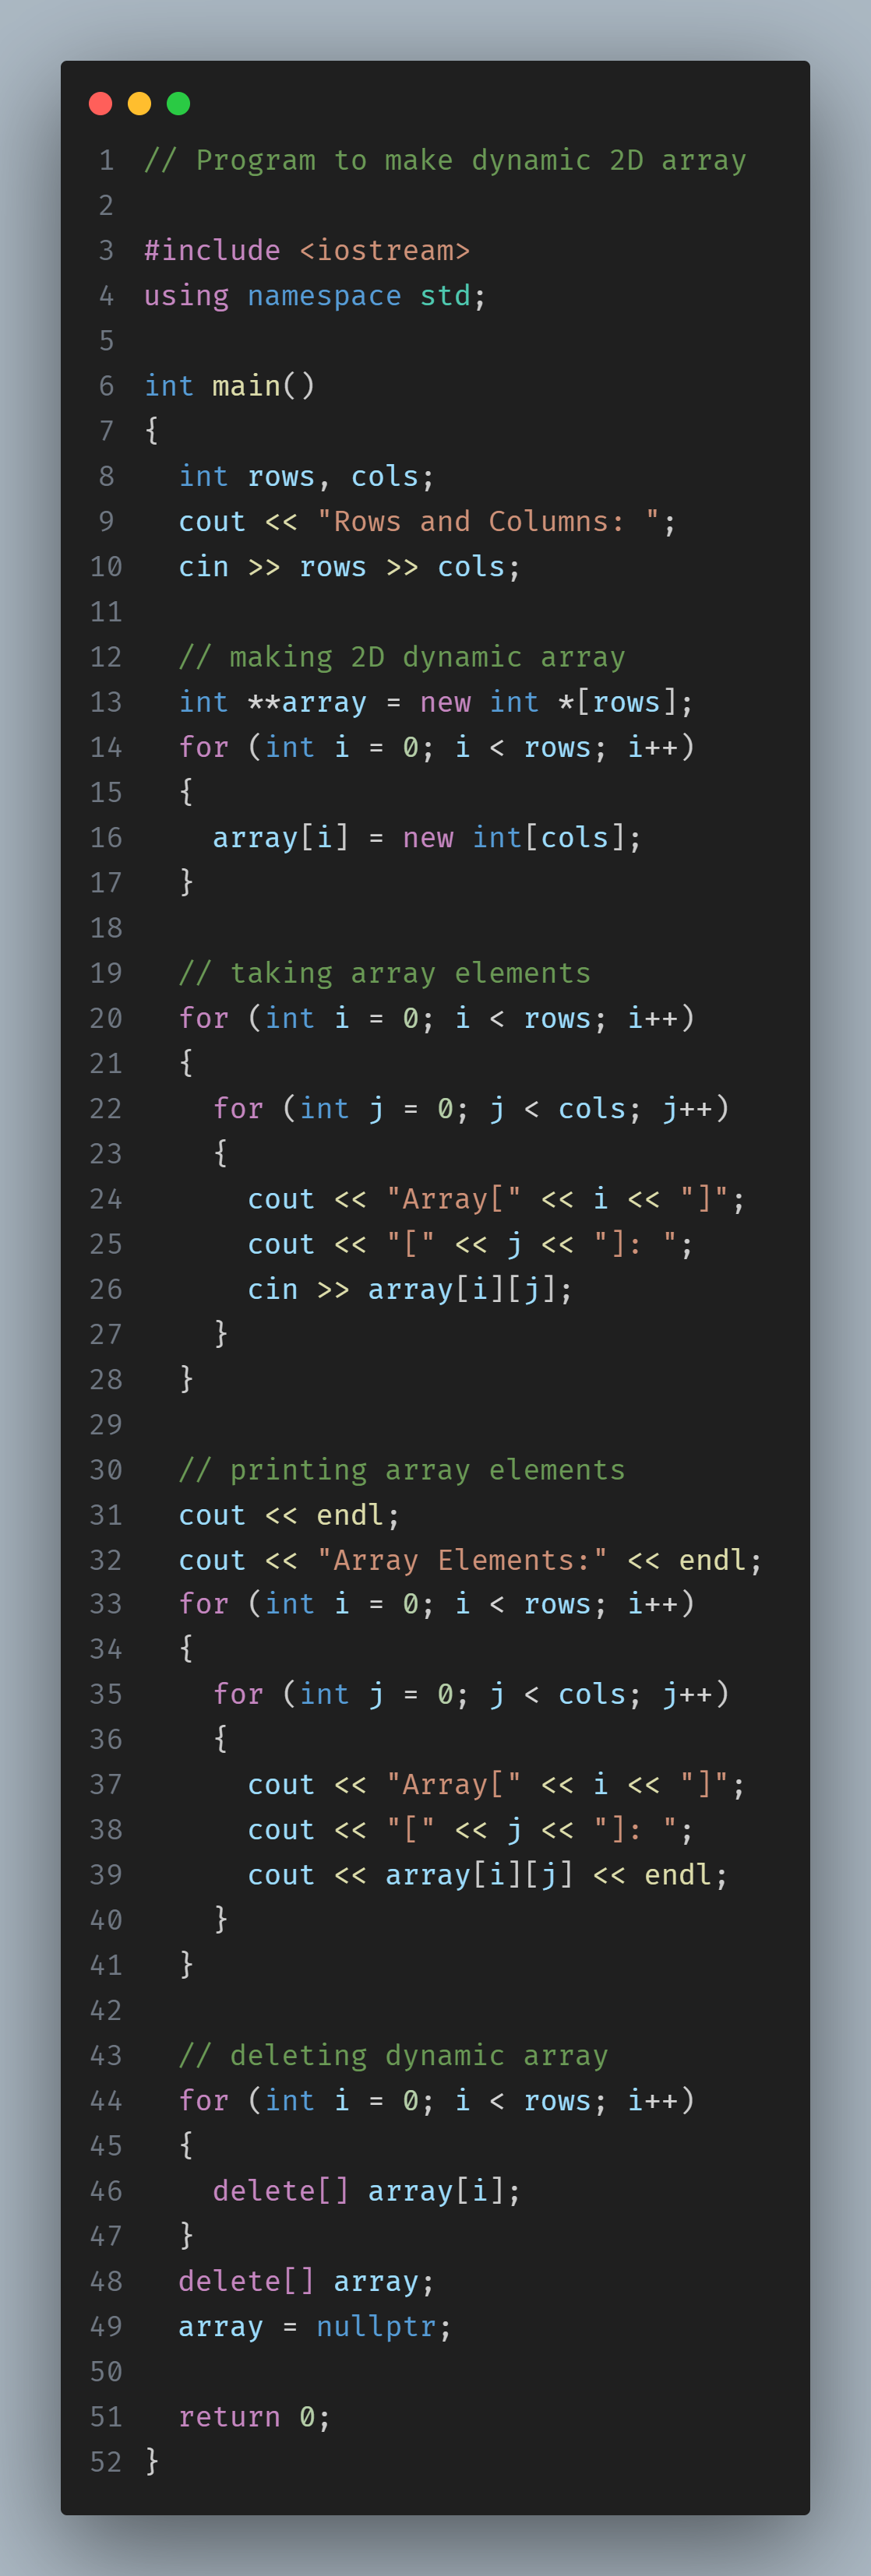 1 // Program to make dynamic 2D array
2
3 #include <iostream>
4 using namespace std;
5
6 int main()
7 {
8   int rows, cols;
9   cout << "Rows and Columns: ";
10   cin >> rows >> cols;
11
12   // making 2D dynamic array
13   int **array = new int *[rows];
14   for (int i = 0; i < rows; i++)
15   {
16     array[i] = new int[cols];
17   }
18
19   // taking array elements
20   for (int i = 0; i < rows; i++)
21   {
22     for (int j = 0; j < cols; j++)
23     {
24       cout << "Array[" << i << "]";
25       cout << "[" << j << "]: ";
26       cin >> array[i][j];
27     }
28   }
29
30   // printing array elements
31   cout << endl;
32   cout << "Array Elements:" << endl;
33   for (int i = 0; i < rows; i++)
34   {
35     for (int j = 0; j < cols; j++)
36     {
37       cout << "Array[" << i << "]";
38       cout << "[" << j << "]: ";
39       cout << array[i][j] << endl;
40     }
41   }
42
43   // deleting dynamic array
44   for (int i = 0; i < rows; i++)
45   {
46     delete[] array[i];
47   }
48   delete[] array;
49   array = nullptr;
50
51   return 0;
52 }